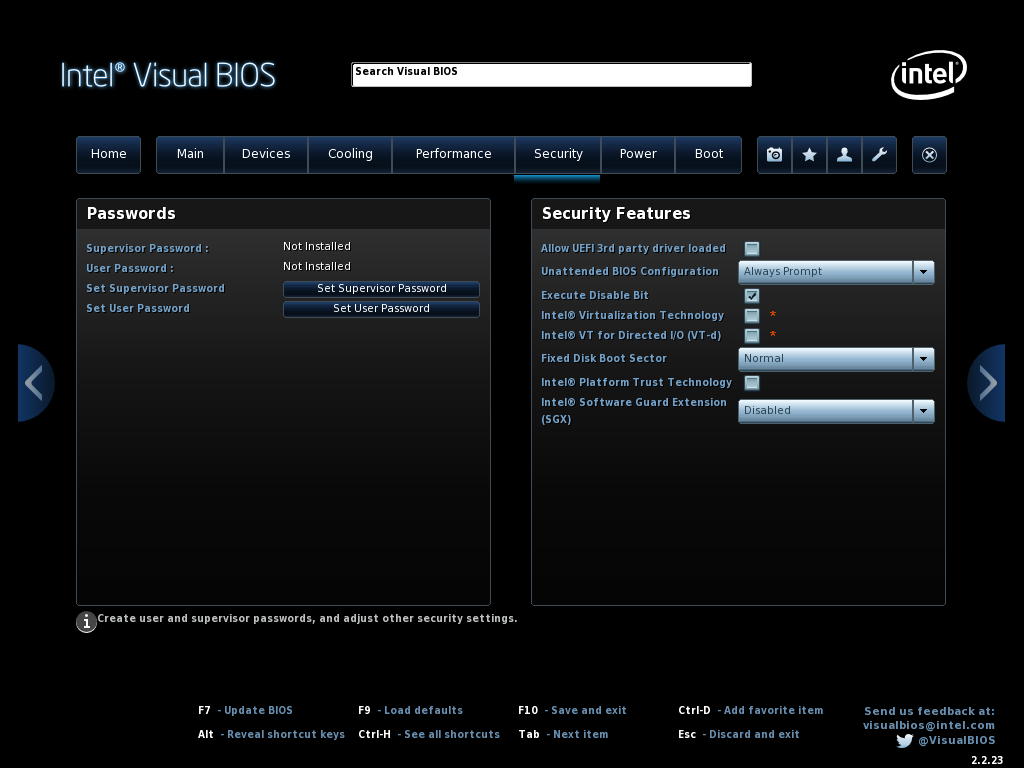 Intel® Visual BIOS
Search Visual BIOS
intel®
Home Main Devices Cooling Performance Security Power Boot
Passwords
Supervisor Password : Not Installed
User Password : Not Installed
Set Supervisor Password Set Supervisor Password
Set User Password Set User Password
Security Features
Allow UEFI 3rd party driver loaded
Unattended BIOS Configuration Always Prompt
Execute Disable Bit
Intel® Virtualization Technology *
Intel® VT for Directed I/O (VT-d) *
Fixed Disk Boot Sector Normal
Intel® Platform Trust Technology
Intel® Software Guard Extension
(SGX) Disabled
Create user and supervisor passwords, and adjust other security settings.
F7 - Update BIOS F9 - Load defaults F10 - Save and exit Ctrl-D - Add favorite item
Alt - Reveal shortcut keys Ctrl-H - See all shortcuts Tab - Next item Esc - Discard and exit
Send us feedback at:
visualbios@intel.com
@VisualBIOS
2.2.23